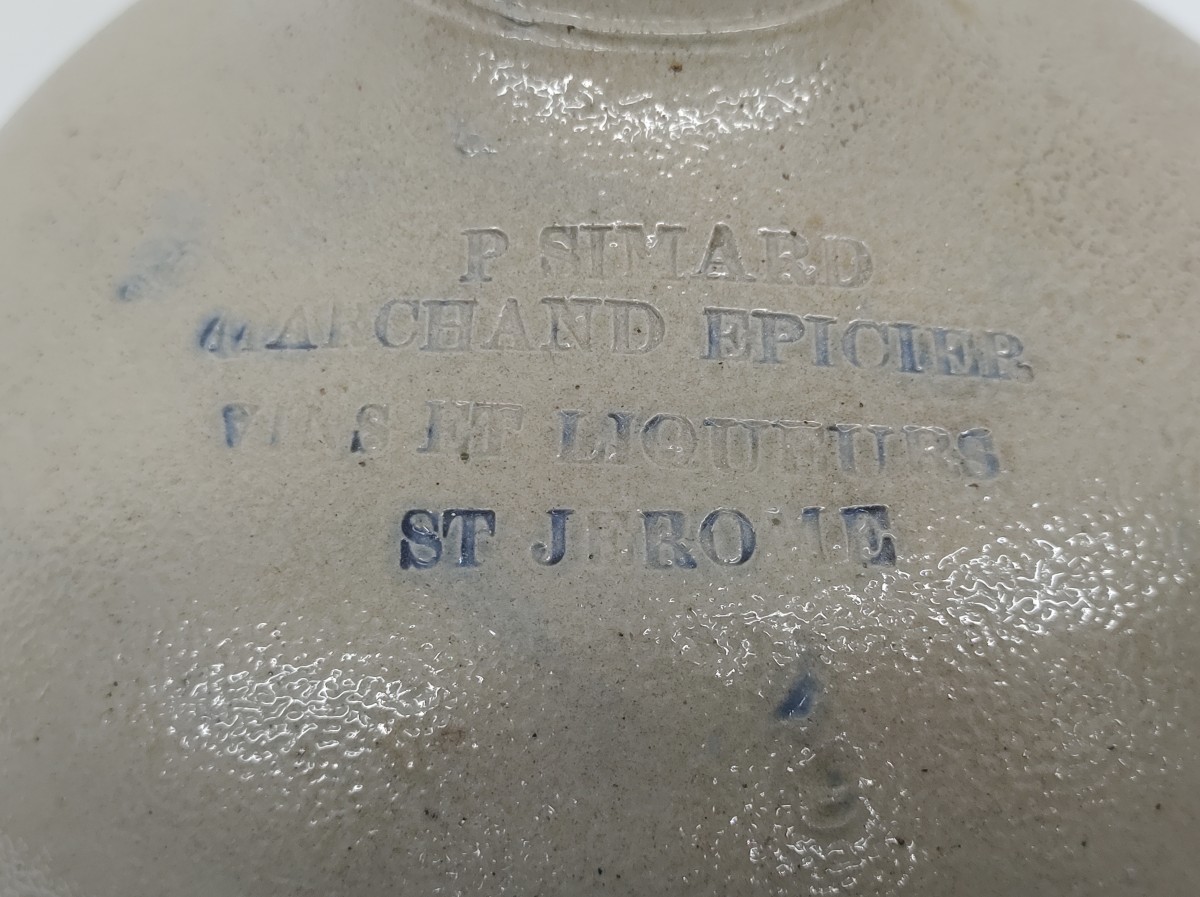 P SIMARD
MARCHAND EPICIER
VINS ET LIQUEURS
ST JEROME